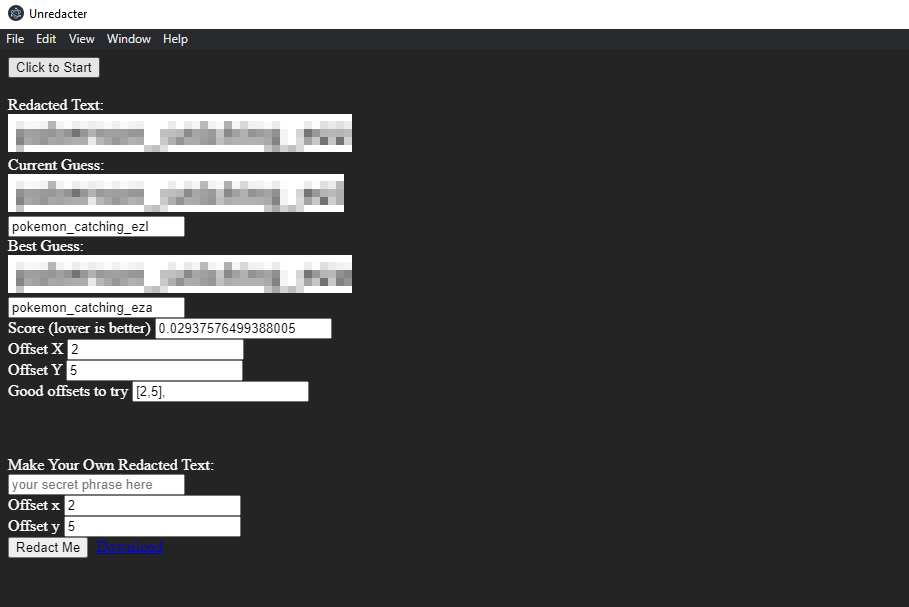 Unredacter
File Edit View Window Help
Click to Start
Redacted Text:
Current Guess:
pokemon_catching_ezl
Best Guess:
pokemon_catching_eza
Score (lower is better) 0.02937576499388005
Offset X 2
Offset Y 5
Good offsets to try [2,5],
Make Your Own Redacted Text:
your secret phrase here
Offset x 2
Offset y 5
Redact Me Download